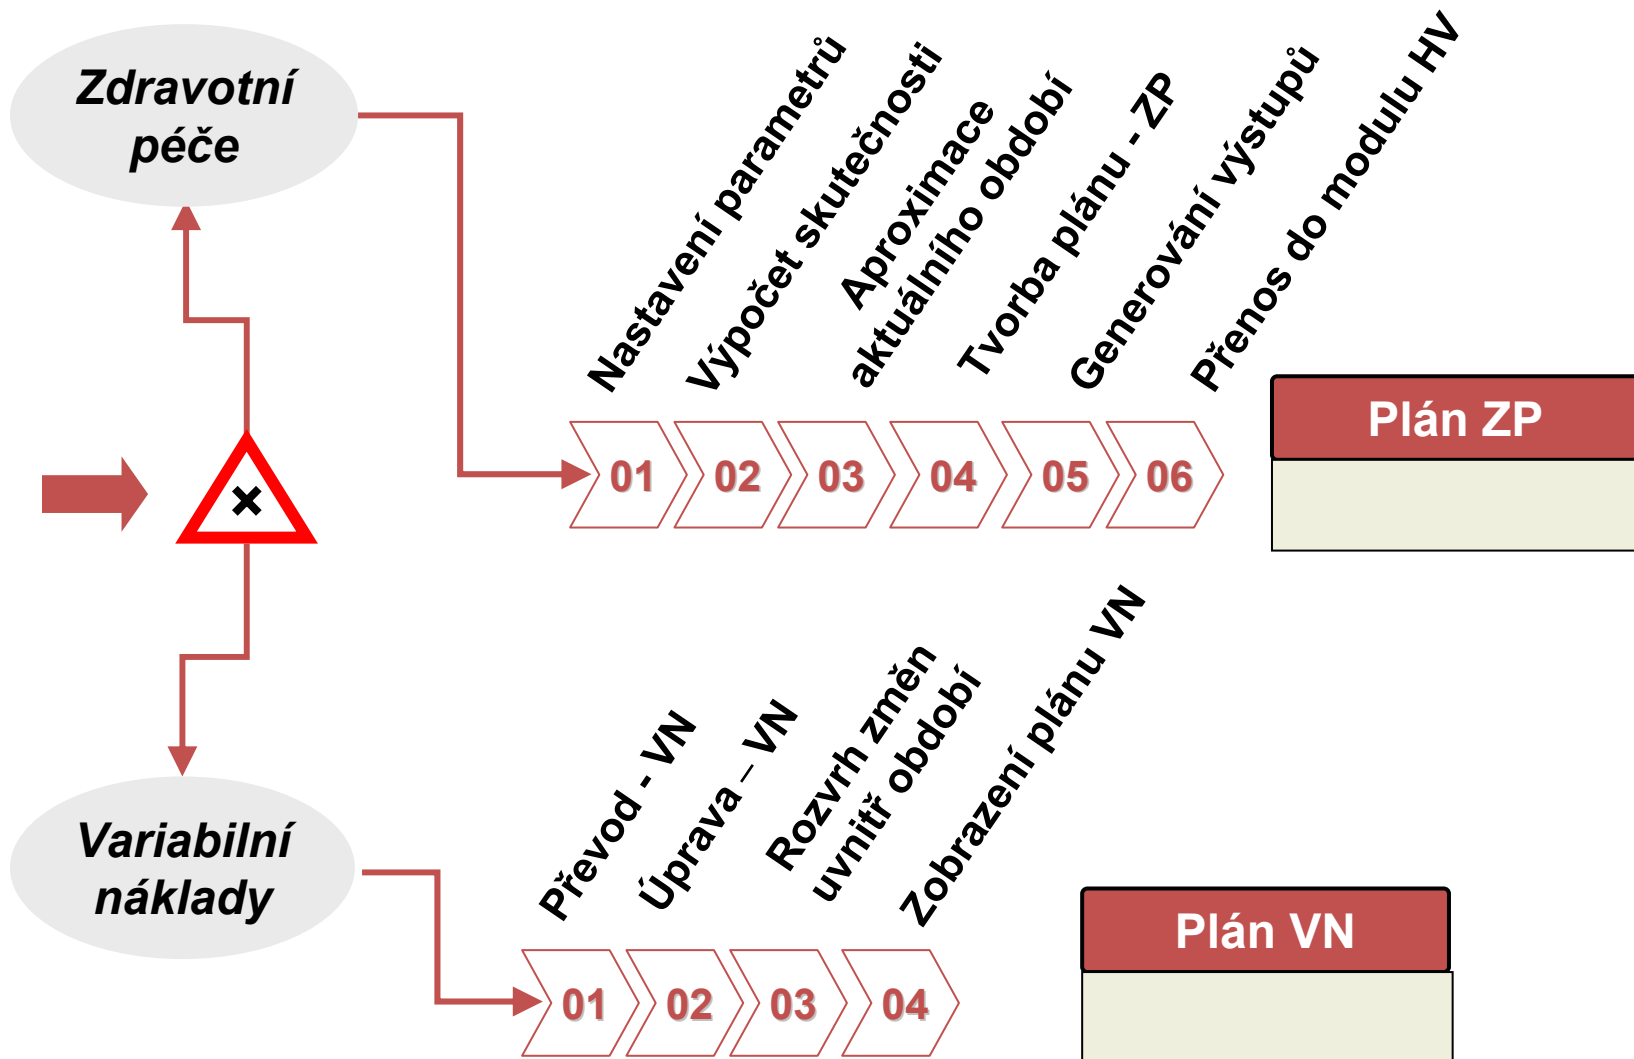 Zdravotní
péče
Nastavení parametrů
Výpočet skutečnosti
Aproximace
aktuálního období
Tvorba plánu - ZP
Generování výstupů
Přenos do modulu HV
01
02
03
04
05
06
Plán ZP
Variabilní
náklady
Převod - VN
Úprava – VN
Rozvrh změn
uvnitř období
Zobrazení plánu VN
01
02
03
04
Plán VN